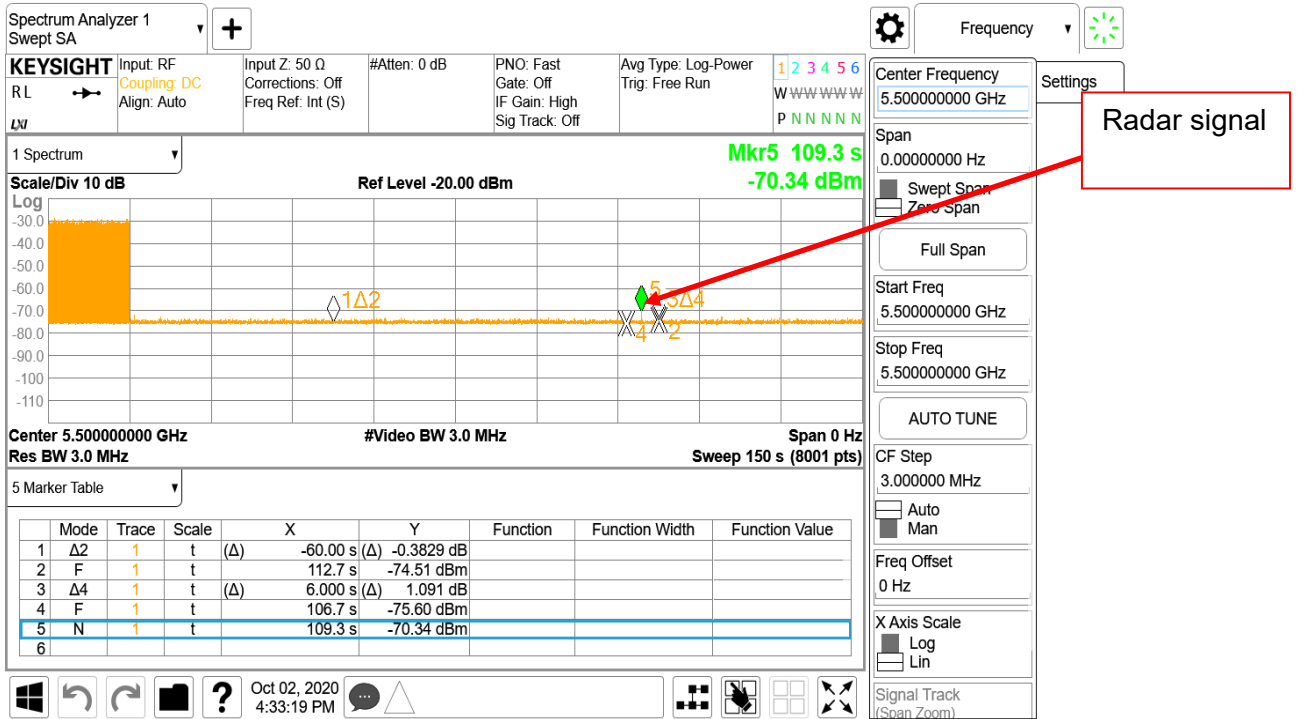 Spectrum Analyzer 1
Swept SA
Frequency
KEYSIGHT
R L
LXI
Input: RF
Coupling: DC
Align: Auto
Input Z: 50 Ω
Corrections: Off
Freq Ref: Int (S)
#Atten: 0 dB
PNO: Fast
Gate: Off
IF Gain: High
Sig Track: Off
Avg Type: Log-Power
Trig: Free Run
1 2 3 4 5 6
W W W W W W
P N N N N N
Center Frequency
5.500000000 GHz
Settings
Radar signal
1 Spectrum
Scale/Div 10 dB
Ref Level -20.00 dBm
Mkr5 109.3 s
-70.34 dBm
Span
0.00000000 Hz
Swept Span
Zero Span
Full Span
Start Freq
5.500000000 GHz
Stop Freq
5.500000000 GHz
AUTO TUNE
CF Step
3.000000 MHz
Auto
Man
Freq Offset
0 Hz
X Axis Scale
Log
Lin
Signal Track
(Span Zoom)
Log
-30.0
-40.0
-50.0
-60.0
-70.0
-80.0
-90.0
-100
-110
1Δ2
5
3Δ4
4
2
Center 5.500000000 GHz
#Video BW 3.0 MHz
Span 0 Hz
Res BW 3.0 MHz
Sweep 150 s (8001 pts)
5 Marker Table
Mode Trace Scale X Y Function Function Width Function Value
1 Δ2 1 t (Δ) -60.00 s (Δ) -0.3829 dB
2 F 1 t 112.7 s -74.51 dBm
3 Δ4 1 t (Δ) 6.000 s (Δ) 1.091 dB
4 F 1 t 106.7 s -75.60 dBm
5 N 1 t 109.3 s -70.34 dBm
6
?
Oct 02, 2020
4:33:19 PM